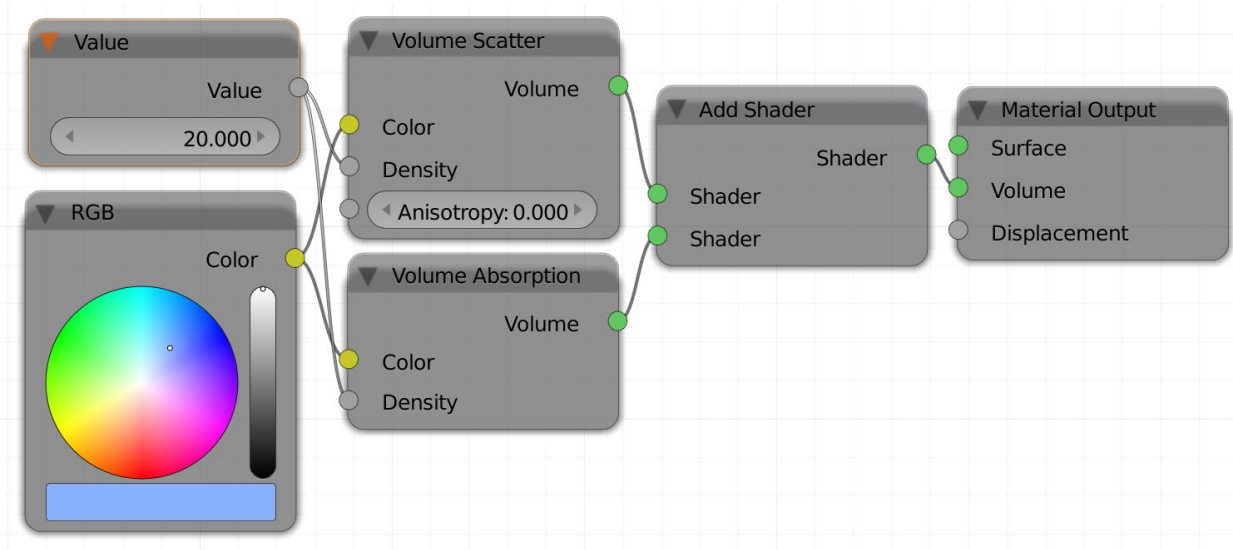 Value
Value
20.000
RGB
Color
Volume Scatter
Volume
Color
Density
Anisotropy: 0.000
Volume Absorption
Volume
Color
Density
Add Shader
Shader
Shader
Shader
Material Output
Surface
Volume
Displacement